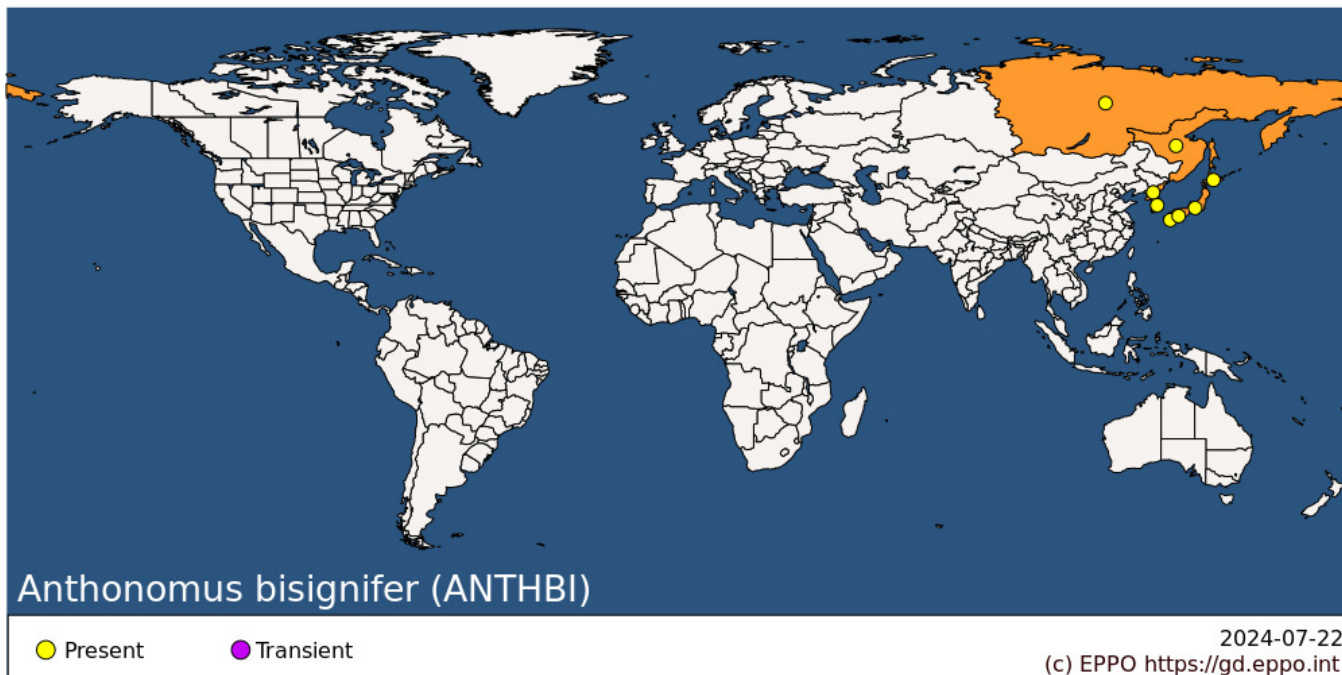 Anthonomus bisignifer (ANTHBI)
Present
Transient
2024-07-22
(c) EPPO https://gd.eppo.int